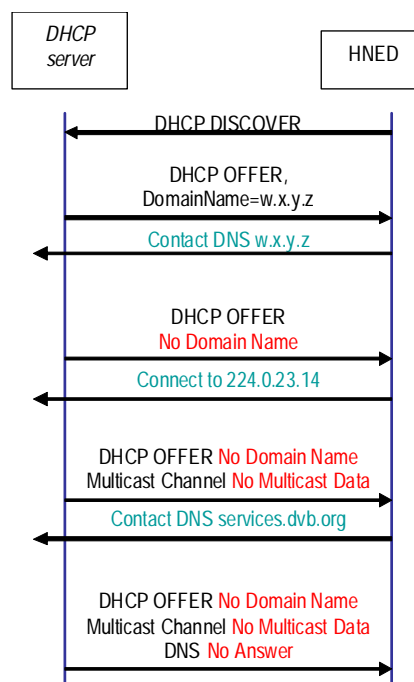 DHCP
server
HNED
DHCP DISCOVER
DHCP OFFER,
DomainName=w.x.y.z
Contact DNS w.x.y.z
DHCP OFFER
No Domain Name
Connect to 224.0.23.14
DHCP OFFER No Domain Name
Multicast Channel No Multicast Data
Contact DNS services.dvb.org
DHCP OFFER No Domain Name
Multicast Channel No Multicast Data
DNS No Answer